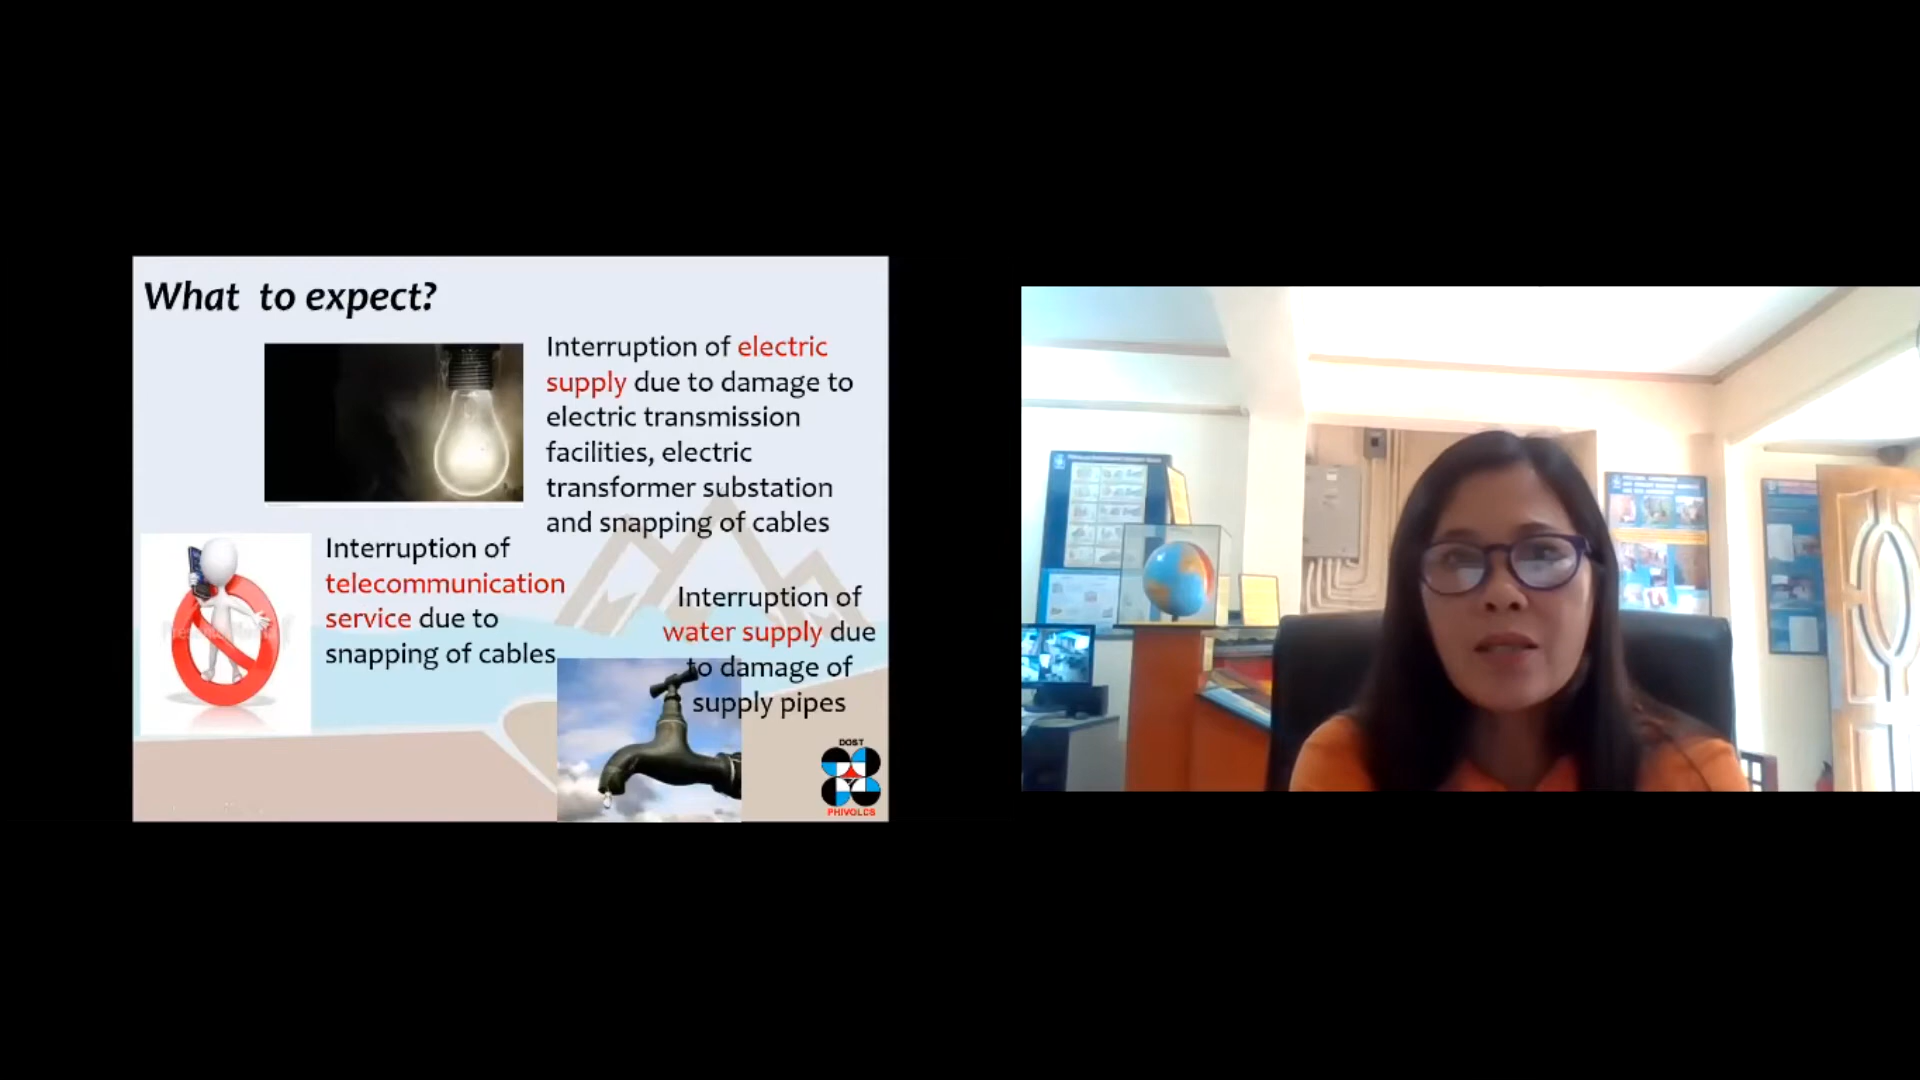 What to expect?
Interruption of electric
supply due to damage to
electric transmission
facilities, electric
transformer substation
and snapping of cables
Interruption of
telecommunication
service due to
snapping of cables
Interruption of
water supply due
to damage of
supply pipes
DOST
PHIVOLCS